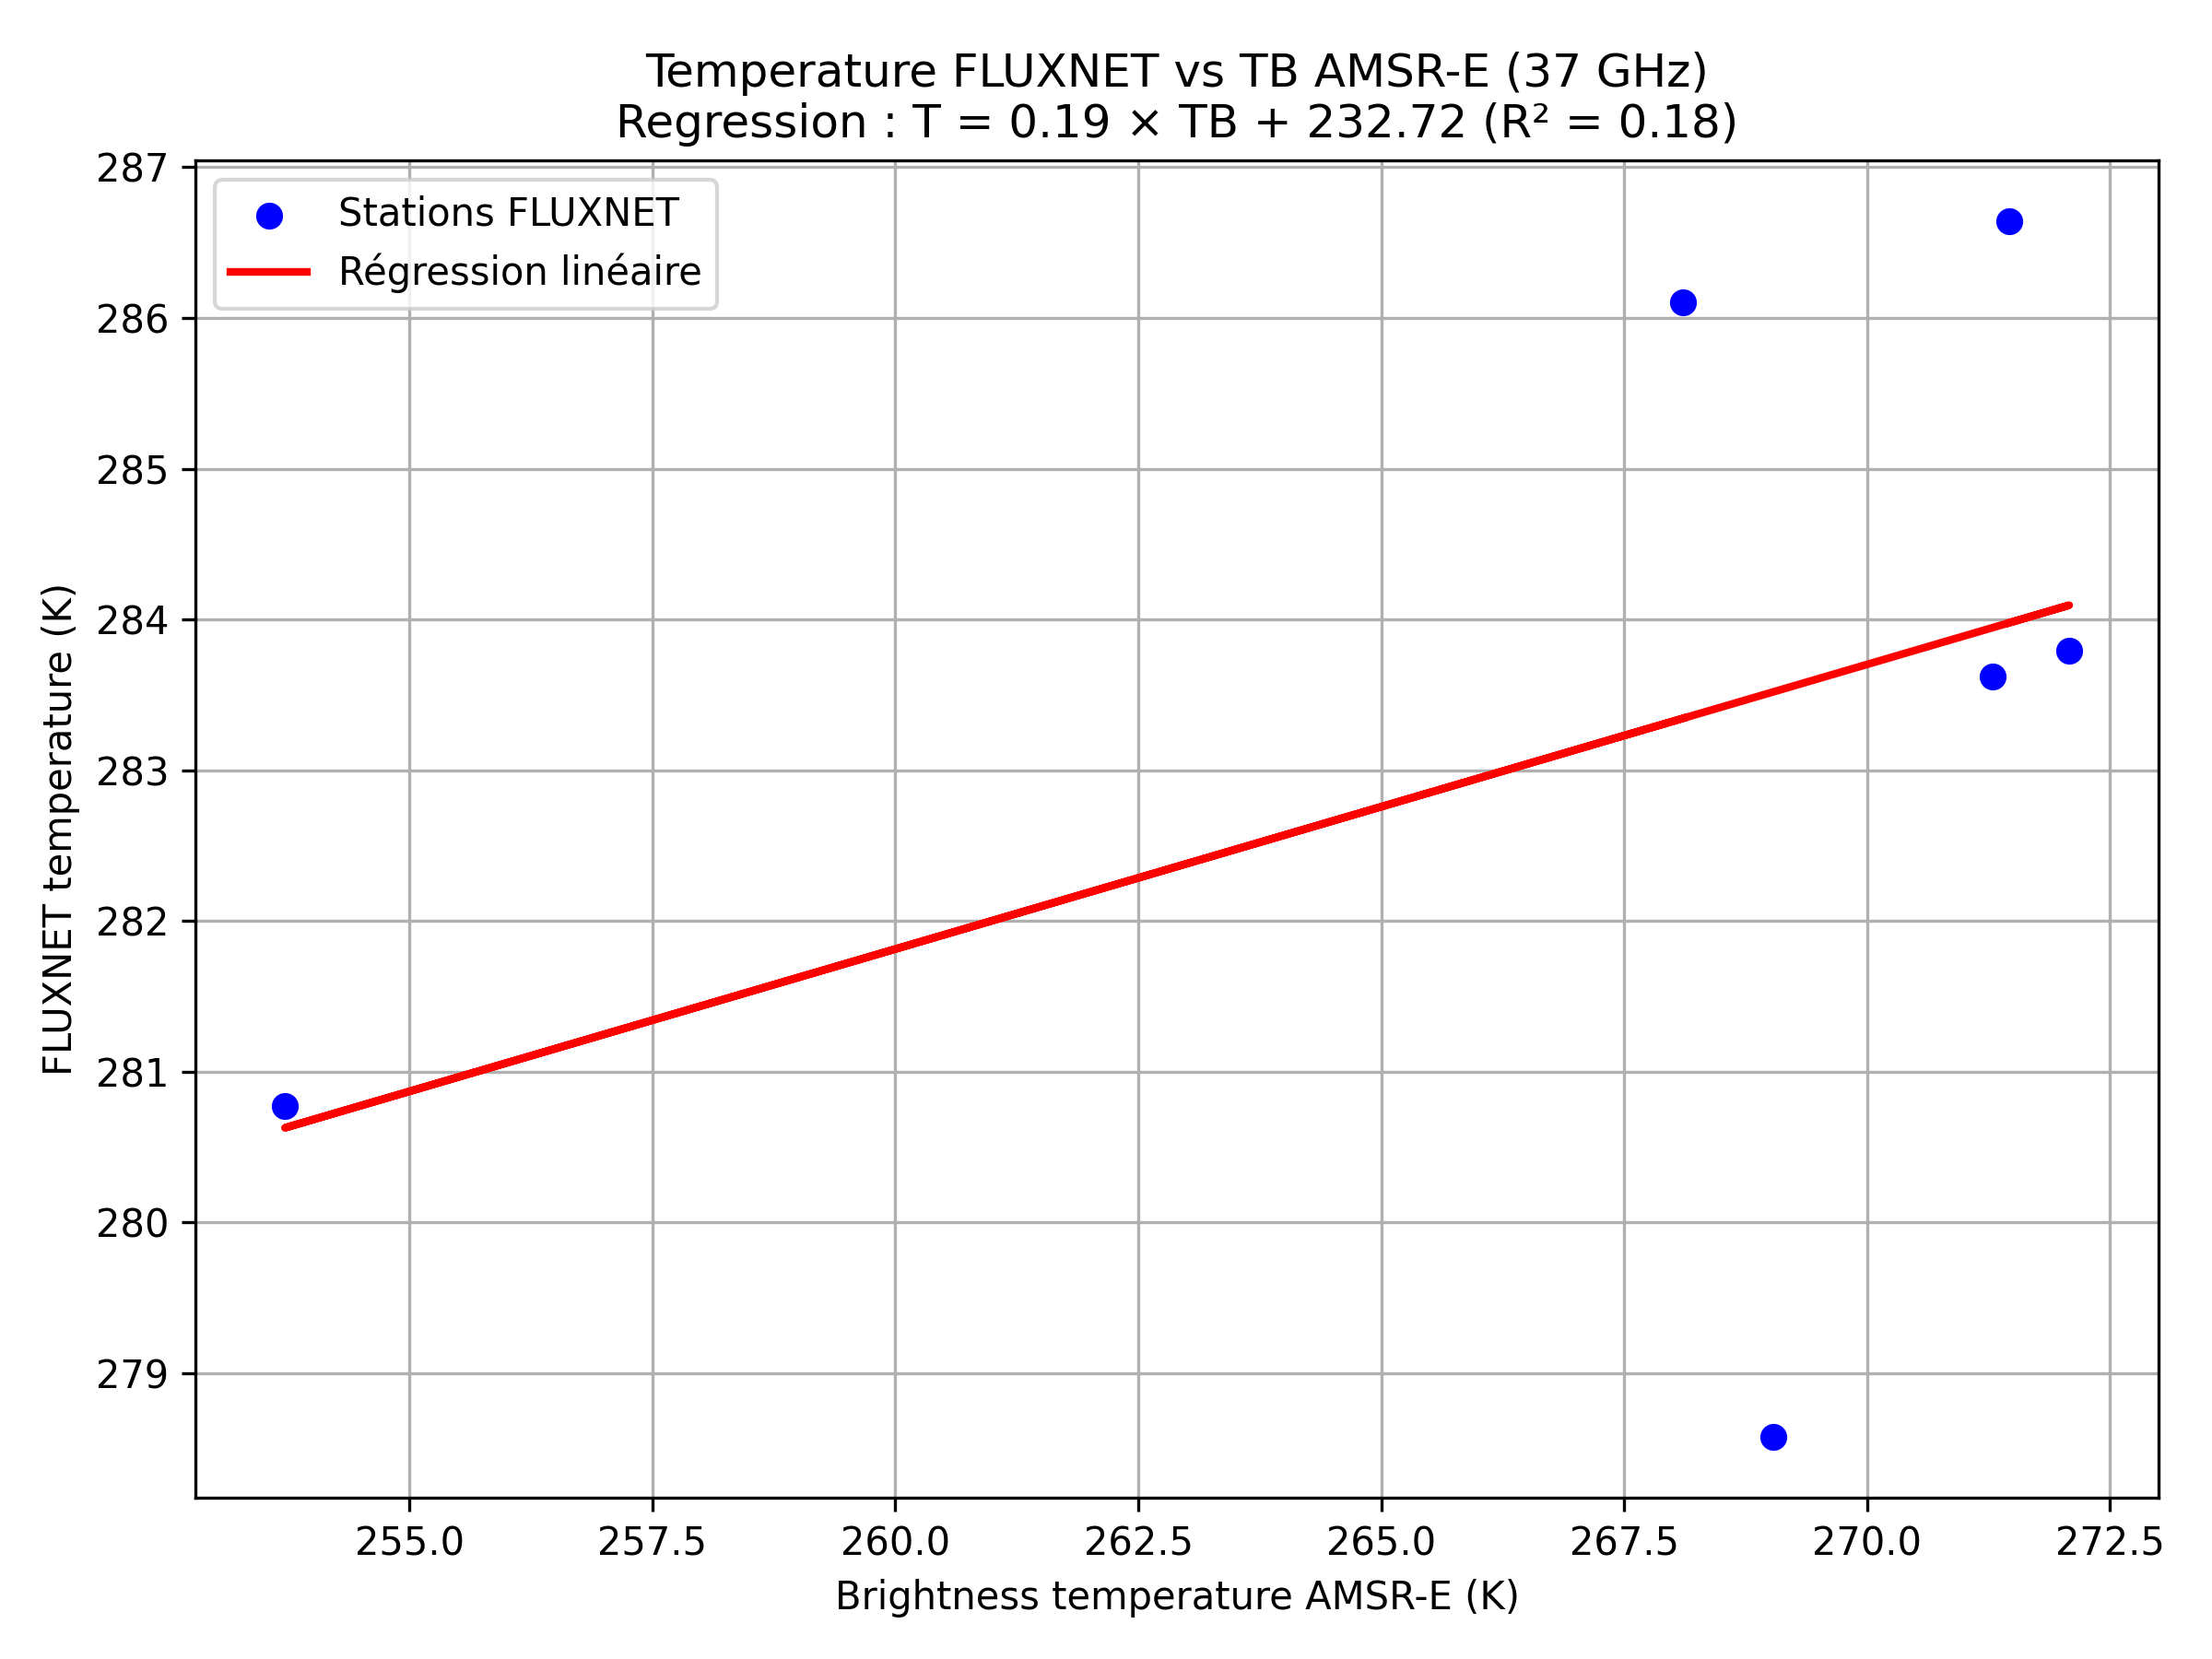 Temperature FLUXNET vs TB AMSR-E (37 GHz)
Regression : T = 0.19 × TB + 232.72 (R² = 0.18)
Stations FLUXNET
Régression linéaire
FLUXNET temperature (K)
287
286
285
284
283
282
281
280
279
255.0 257.5 260.0 262.5 265.0 267.5 270.0 272.5
Brightness temperature AMSR-E (K)